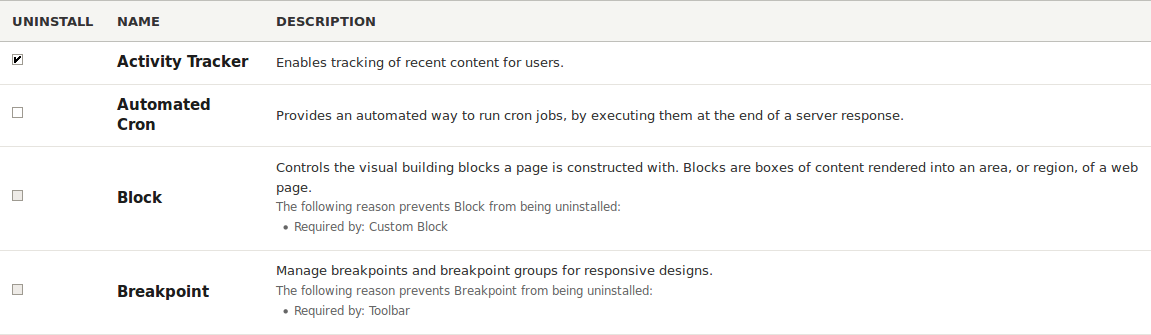 UNINSTALL NAME DESCRIPTION
Activity Tracker Enables tracking of recent content for users.
Automated
Cron
Provides an automated way to run cron jobs, by executing them at the end of a server response.
Block
Controls the visual building blocks a page is constructed with. Blocks are boxes of content rendered into an area, or region, of a web
page.
The following reason prevents Block from being uninstalled:
• Required by: Custom Block
Breakpoint
Manage breakpoints and breakpoint groups for responsive designs.
The following reason prevents Breakpoint from being uninstalled:
• Required by: Toolbar